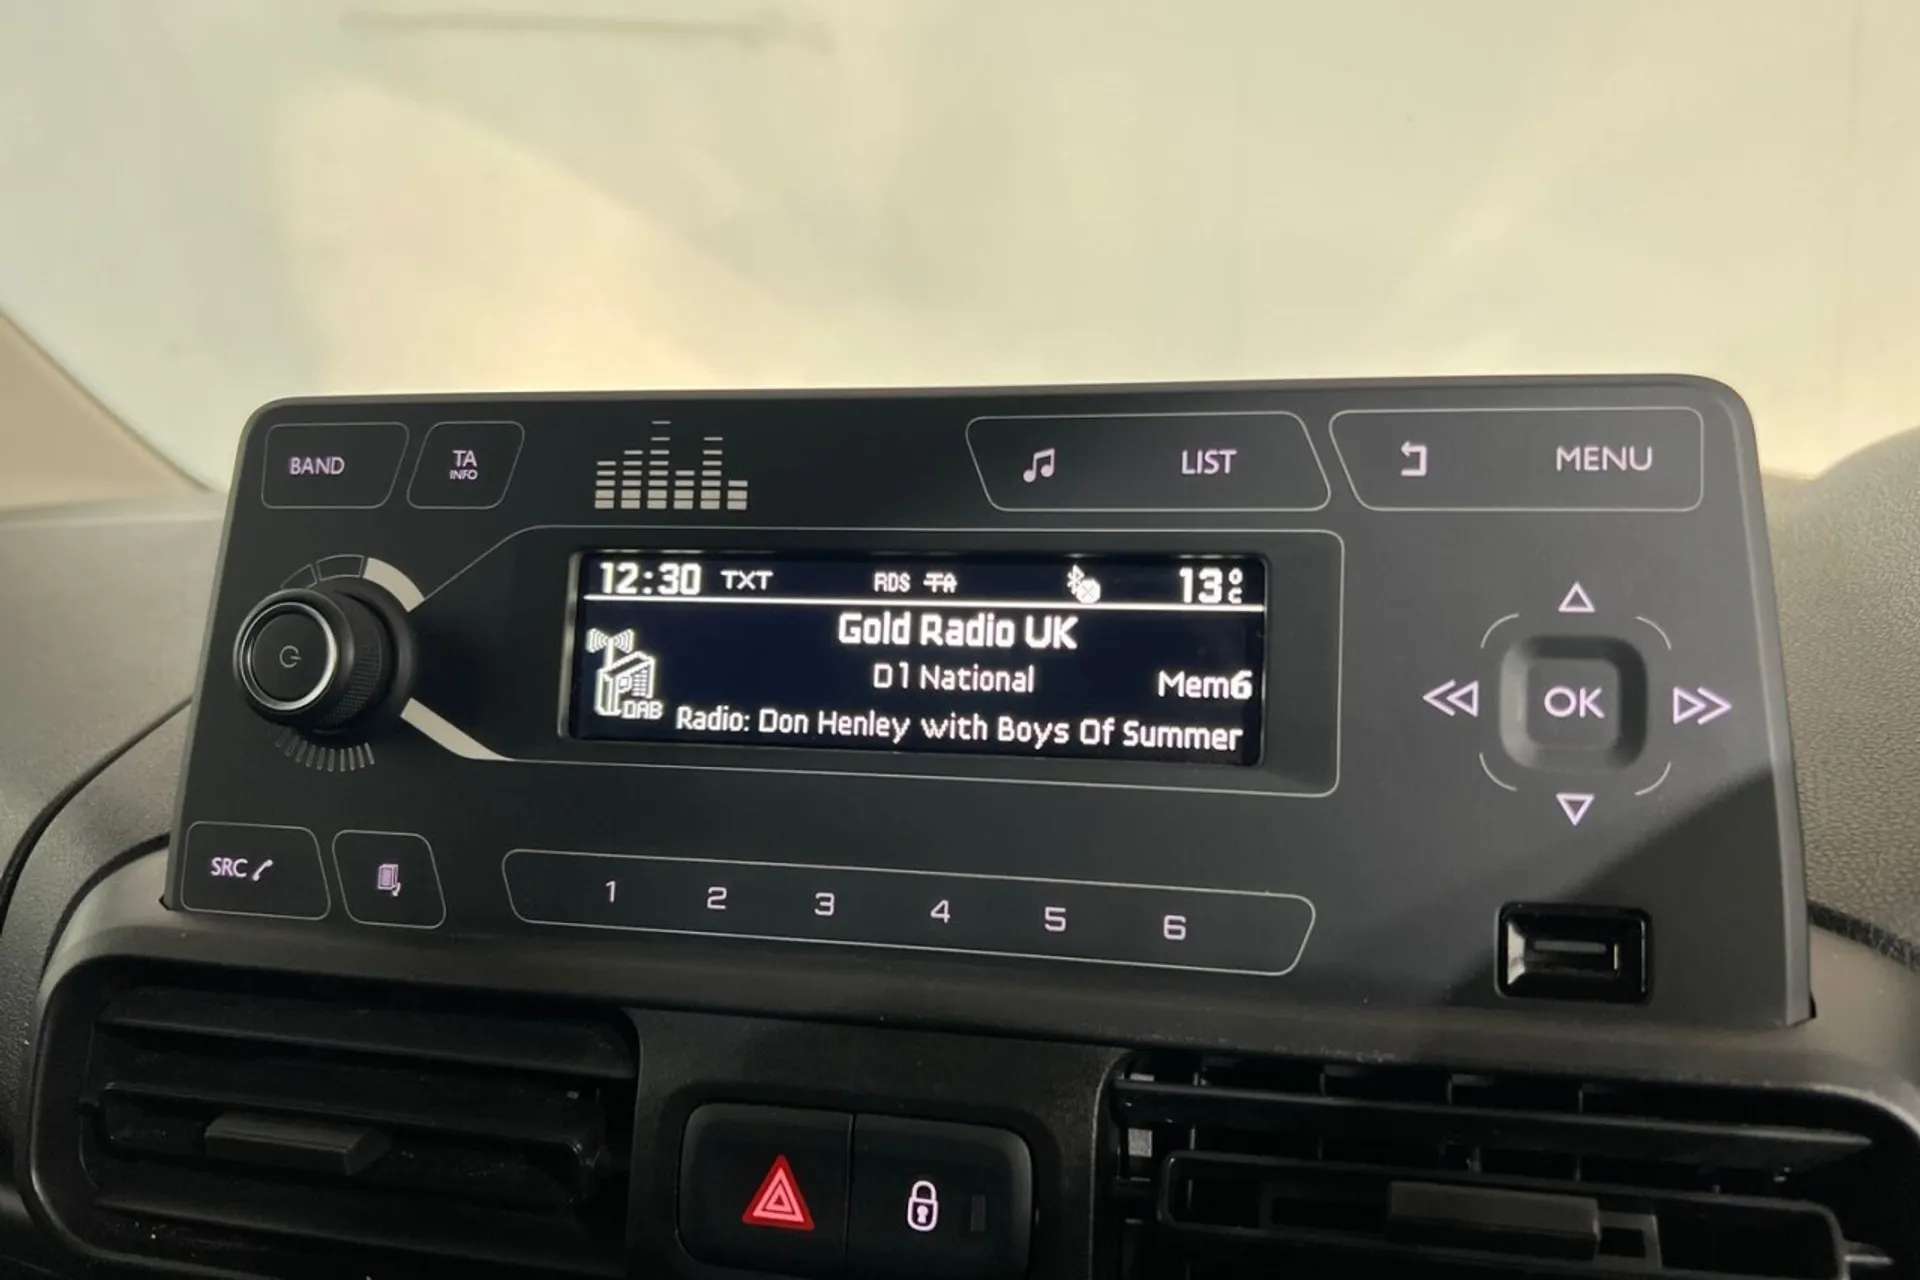 BAND TA INFO LIST MENU
12:30 TXT RDS TA 13°C
Gold Radio UK
D1 National Mem6
DAB Radio: Don Henley with Boys Of Summer
OK
SRC
1 2 3 4 5 6